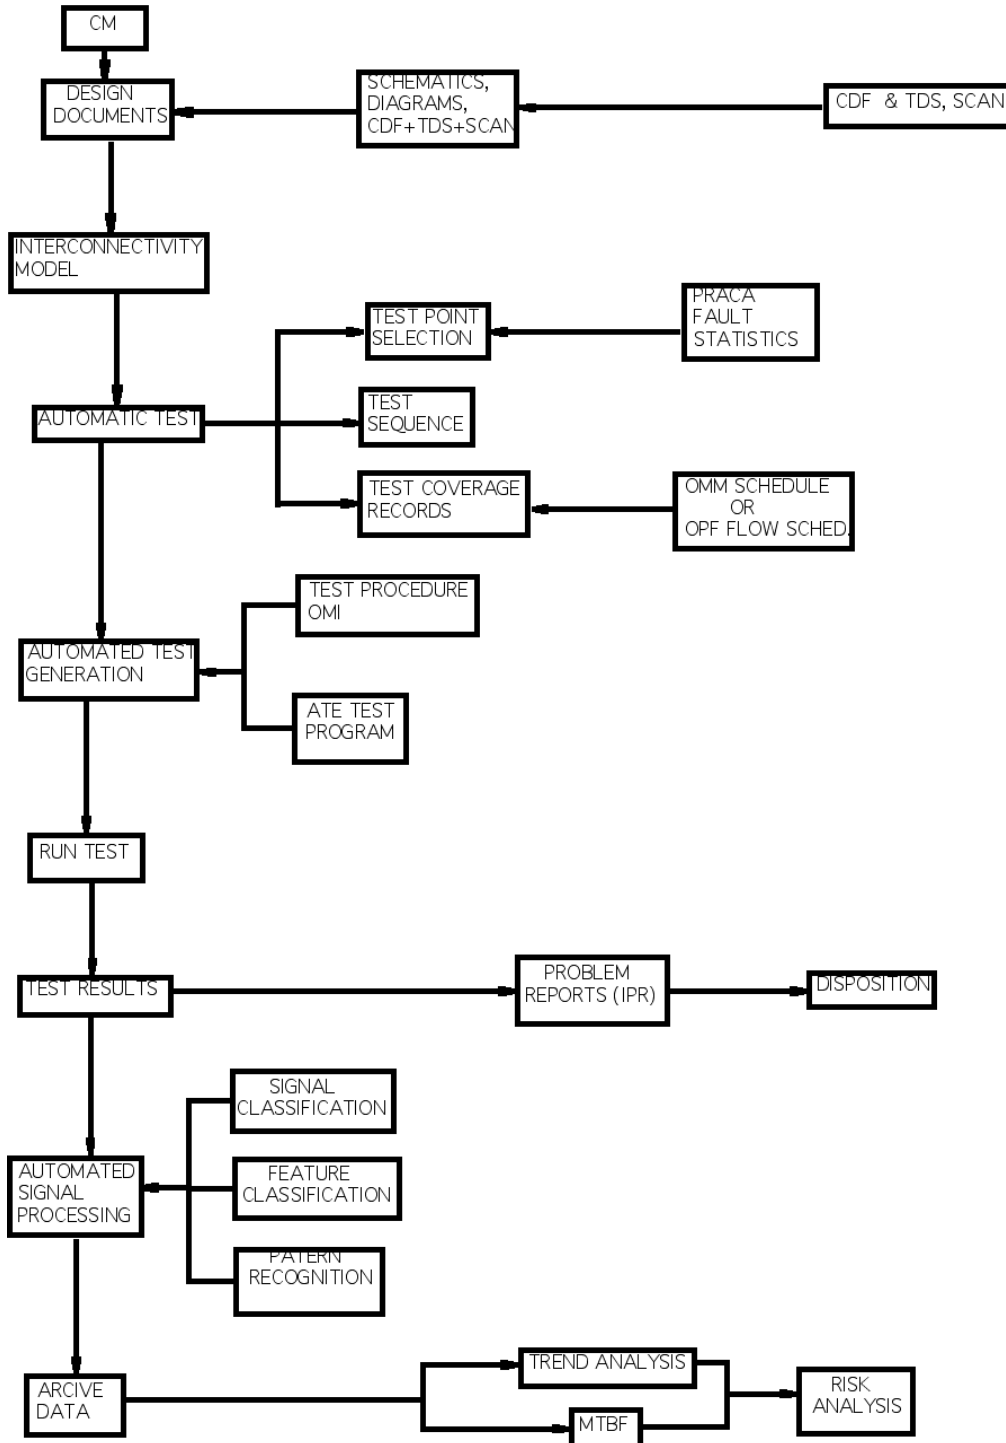 CM
DESIGN
DOCUMENTS
SCHEMATICS,
DIAGRAMS,
CDF+TDS+SCAN
CDF & TDS, SCAN
INTERCONNECTIVITY
MODEL
TEST POINT
SELECTION
PRACA
FAULT
STATISTICS
AUTOMATIC TEST
TEST
SEQUENCE
TEST COVERAGE
RECORDS
OMM SCHEDULE
OR
OPF FLOW SCHED.
TEST PROCEDURE
OMI
AUTOMATED TEST
GENERATION
ATE TEST
PROGRAM
RUN TEST
TEST RESULTS
PROBLEM
REPORTS (IPR)
DISPOSITION
SIGNAL
CLASSIFICATION
AUTOMATED
SIGNAL
PROCESSING
FEATURE
CLASSIFICATION
PATERN
RECOGNITION
ARCIVE
DATA
TREND ANALYSIS
MTBF
RISK
ANALYSIS